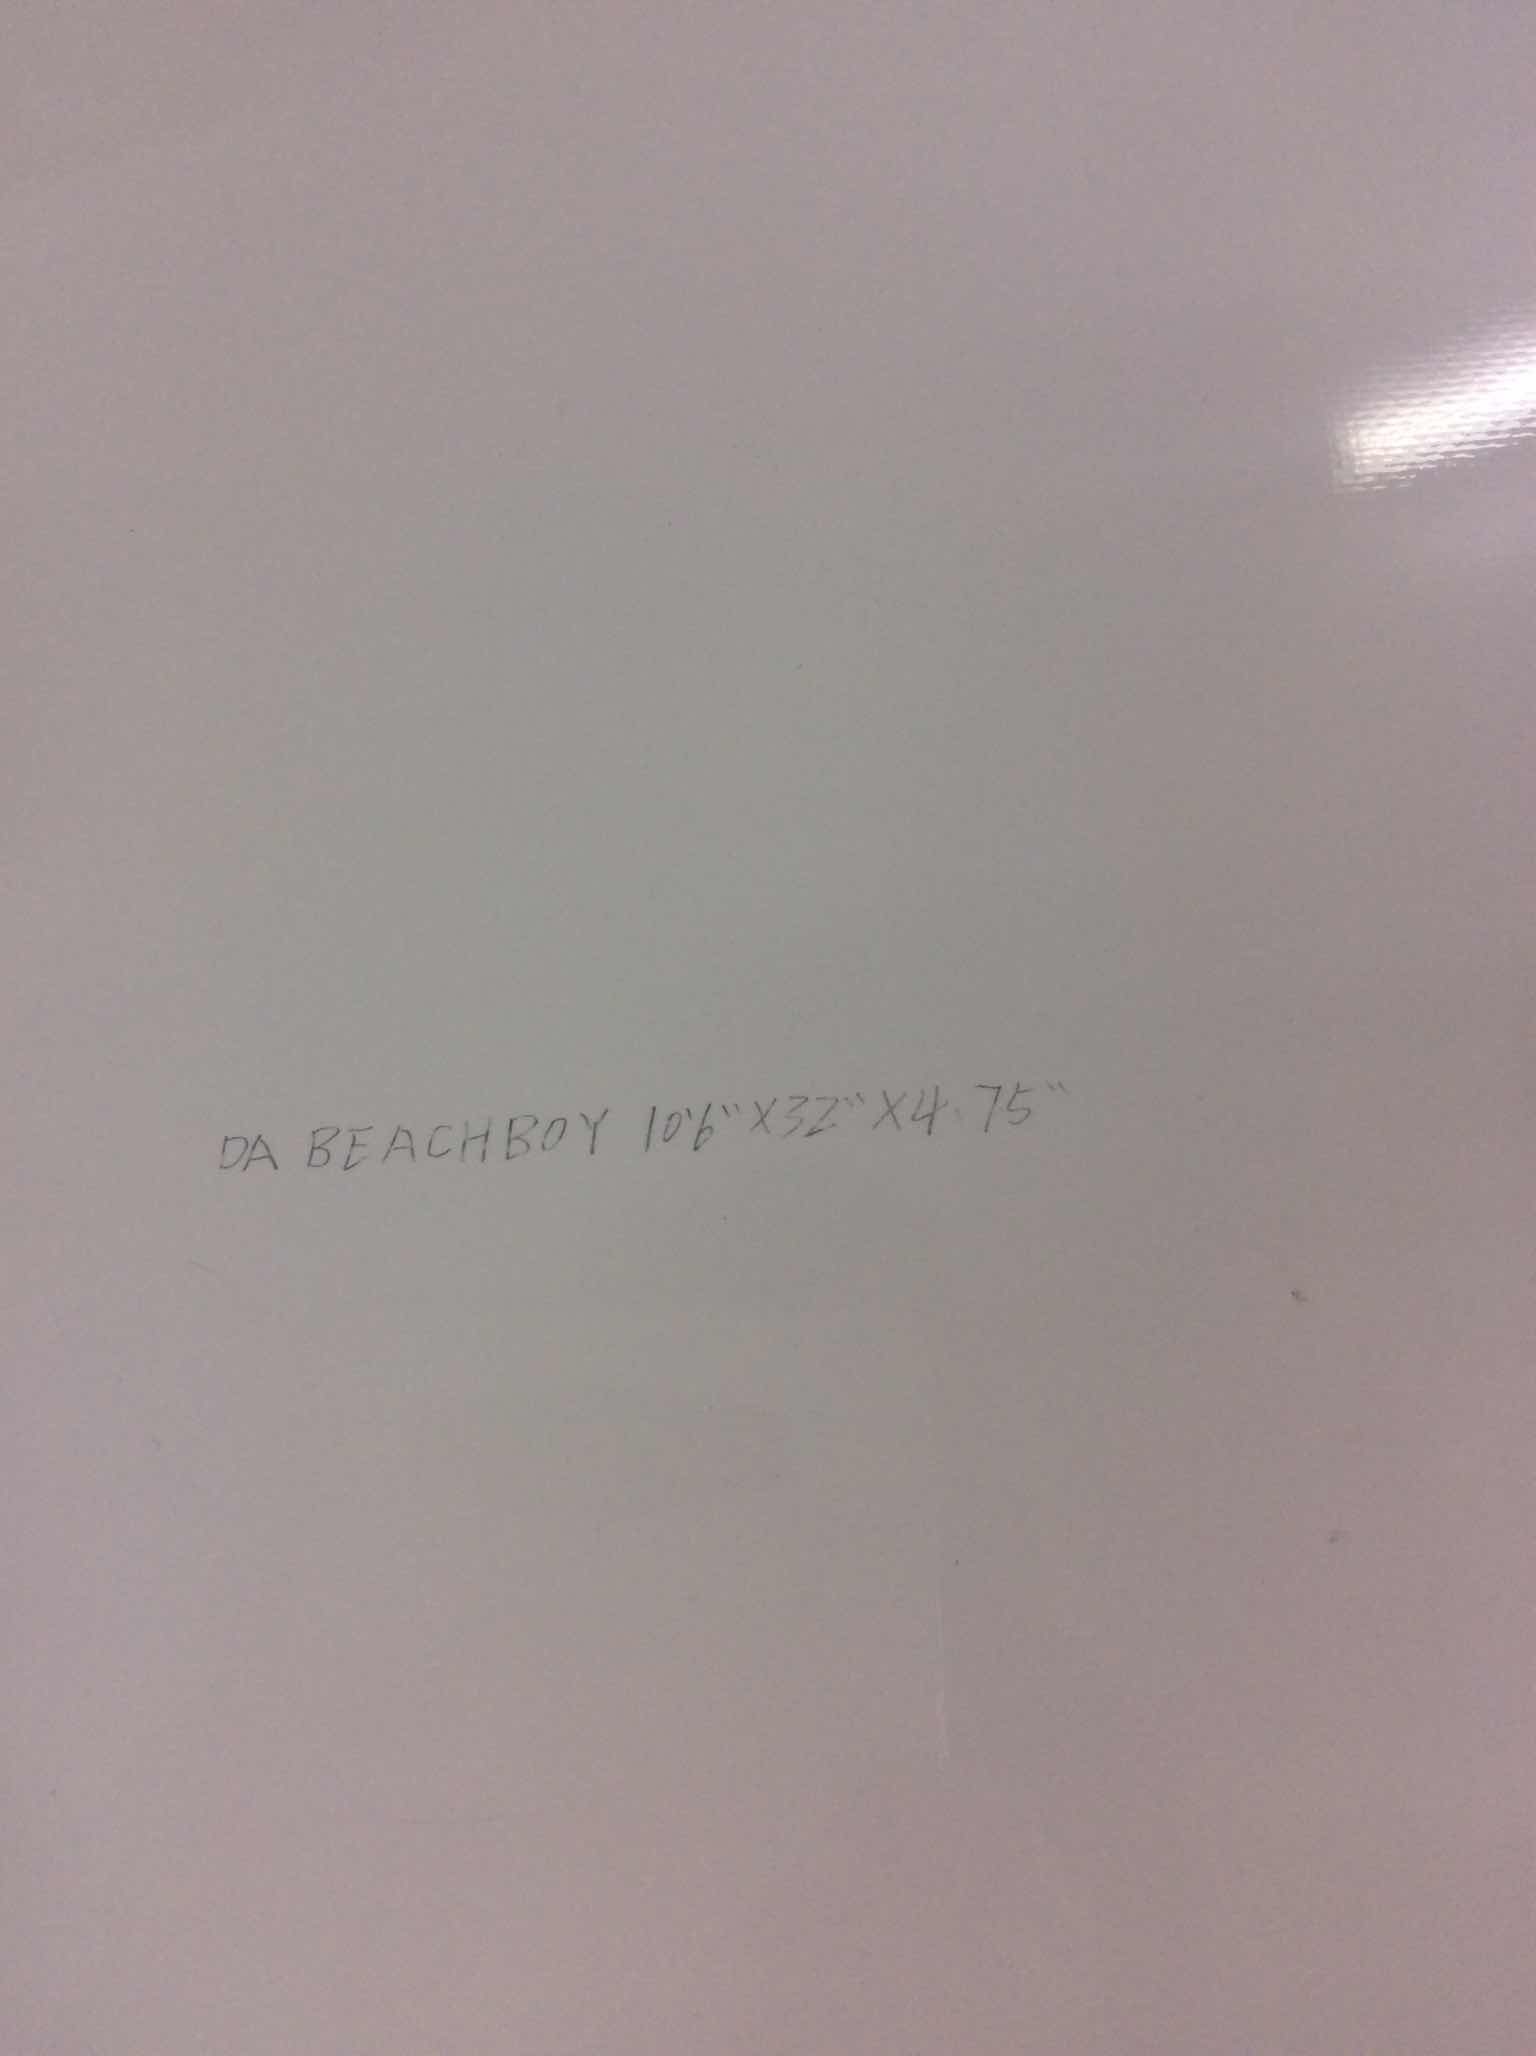 DA BEACHBOY 10'6" X32" X4.75"